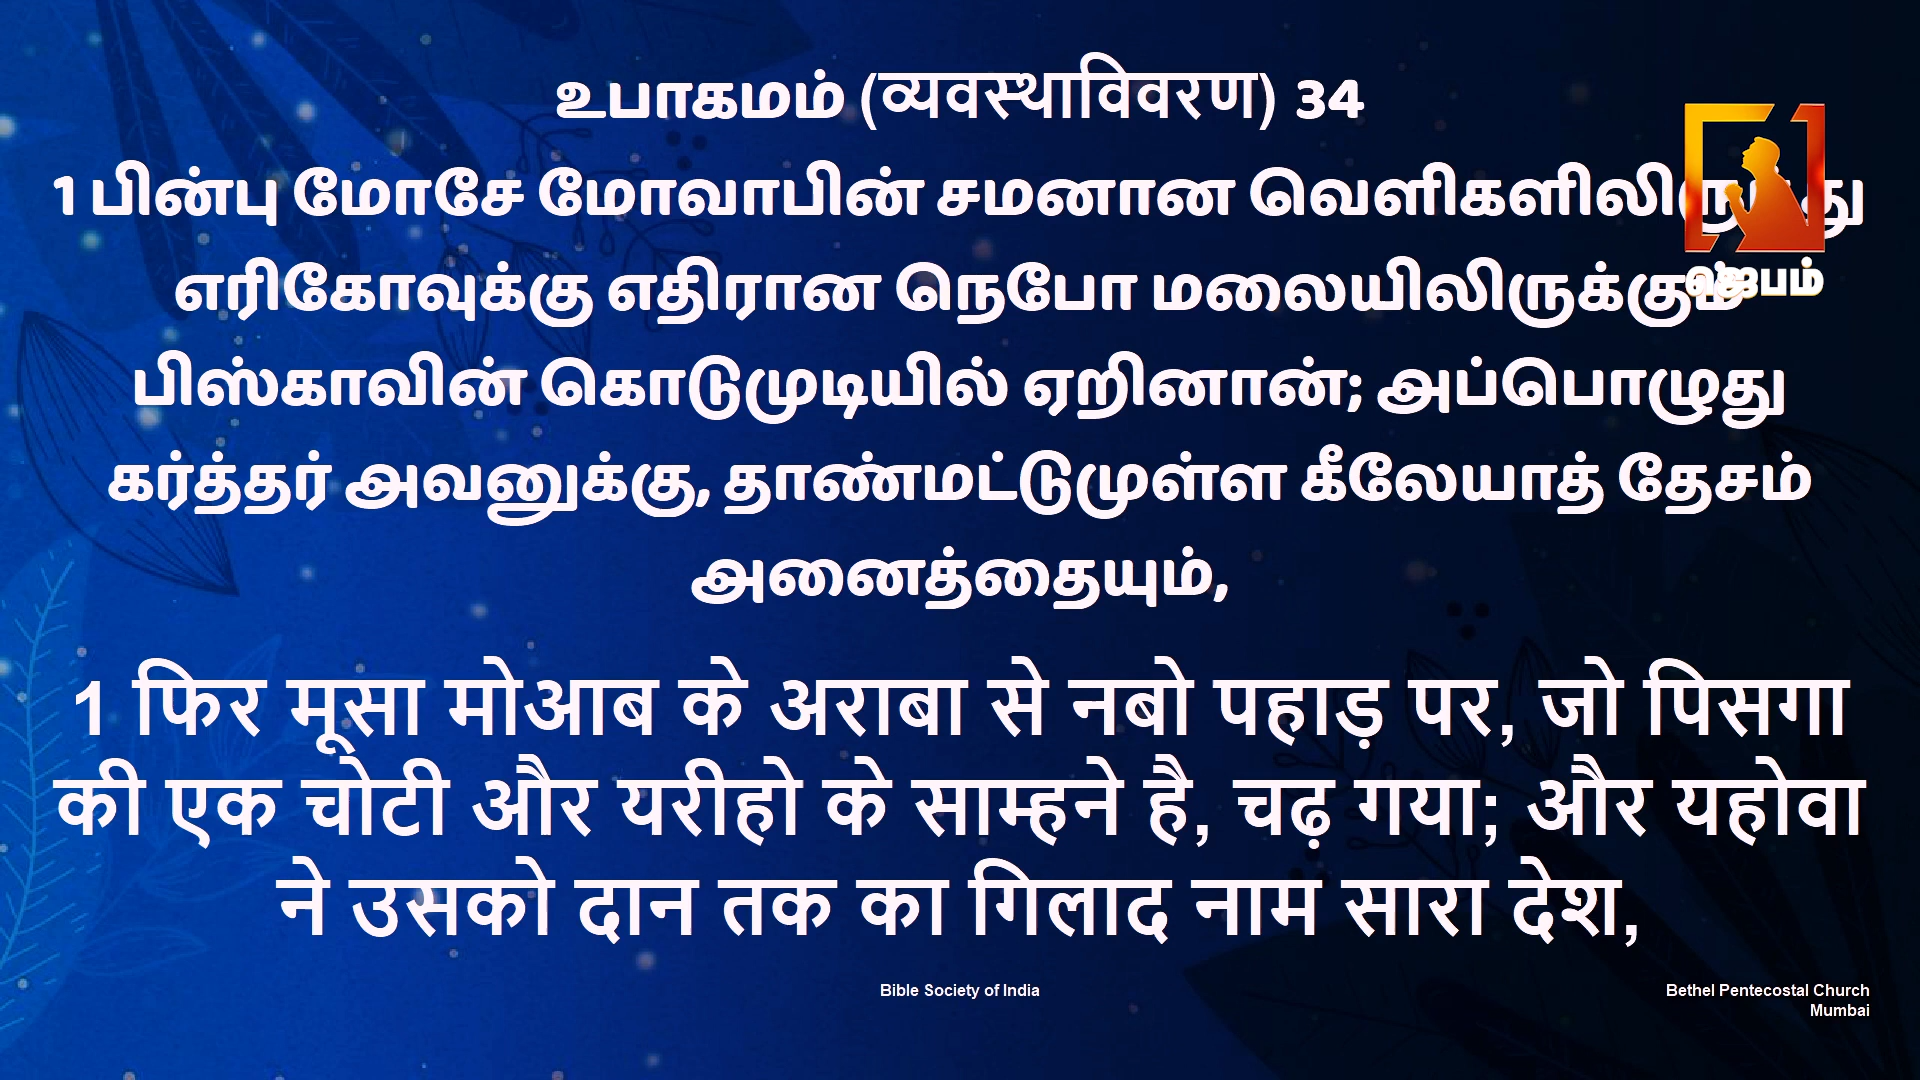 உபாகமம் (व्यवस्थाविवरण) 34
1 பின்பு மோசே மோவாபின் சமனான வெளிகளிலிருந்து
எரிகோவுக்கு எதிரான நெபோ மலையிலிருக்கும்
பிஸ்காவின் கொடுமுடியில் ஏறினான்; அப்பொழுது
கர்த்தர் அவனுக்கு, தாண்மட்டுமுள்ள கீலேயாத் தேசம்
அனைத்தையும்,
ஜெபம்
1 फिर मूसा मोआब के अराबा से नबो पहाड़ पर, जो पिसगा
की एक चोटी और यरीहो के साम्हने है, चढ़ गया; और यहोवा
ने उसको दान तक का गिलाद नाम सारा देश,
Bible Society of India
Bethel Pentecostal Church
Mumbai